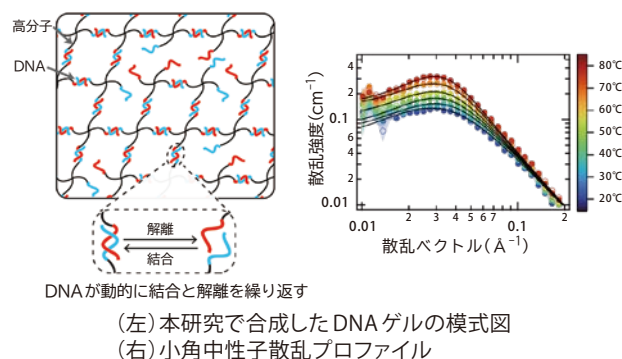 高分子
DNA
解離
結合
DNAが動的に結合と解離を繰り返す
散乱強度(cm⁻¹)
4
2
0.1
4
2
0.01
0.01
2
3
4
5
6
7
0.1
2
散乱ベクトル(Å⁻¹)
80℃
70℃
60℃
50℃
40℃
30℃
20℃
(左)本研究で合成したDNAゲルの模式図
(右)小角中性子散乱プロファイル